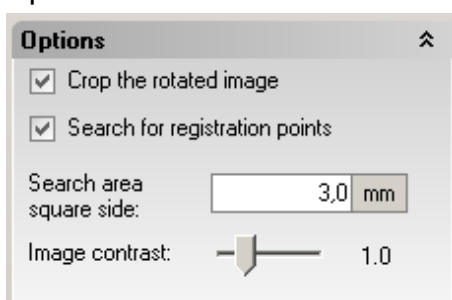 Options
Crop the rotated image
Search for registration points
Search area
square side:
3,0 mm
Image contrast:
1.0